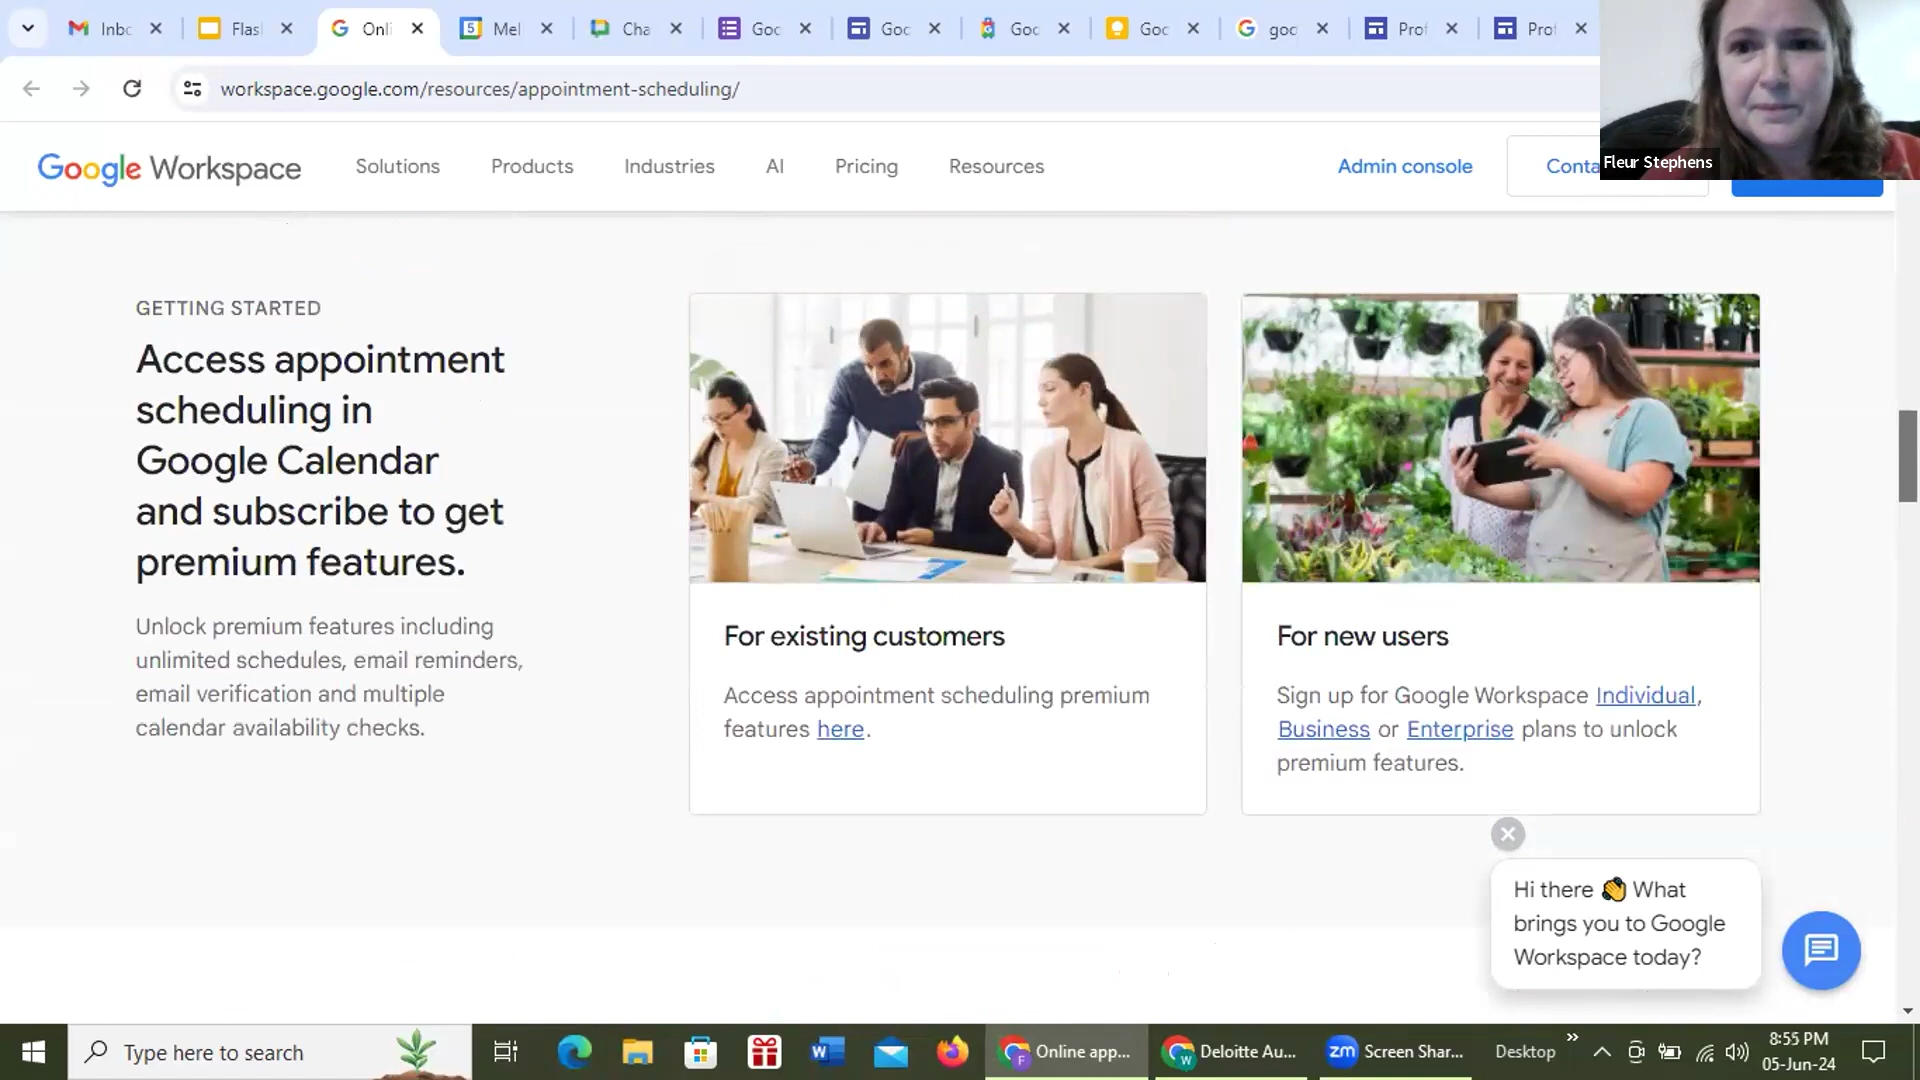 Inbc
Flasl
Onli
5 Mel
Cha
Goc
Goc
Goc
Goc
goc
Prof
Prof
workspace.google.com/resources/appointment-scheduling/
Google Workspace
Solutions
Products
Industries
AI
Pricing
Resources
Admin console
Conta
Fleur Stephens
GETTING STARTED
Access appointment
scheduling in
Google Calendar
and subscribe to get
premium features.
Unlock premium features including
unlimited schedules, email reminders,
email verification and multiple
calendar availability checks.
For existing customers
Access appointment scheduling premium
features here.
For new users
Sign up for Google Workspace Individual,
Business or Enterprise plans to unlock
premium features.
Hi there 👋 What
brings you to Google
Workspace today?
Type here to search
Online app...
Deloitte Au...
zm Screen Shar...
Desktop
8:55 PM
05-Jun-24